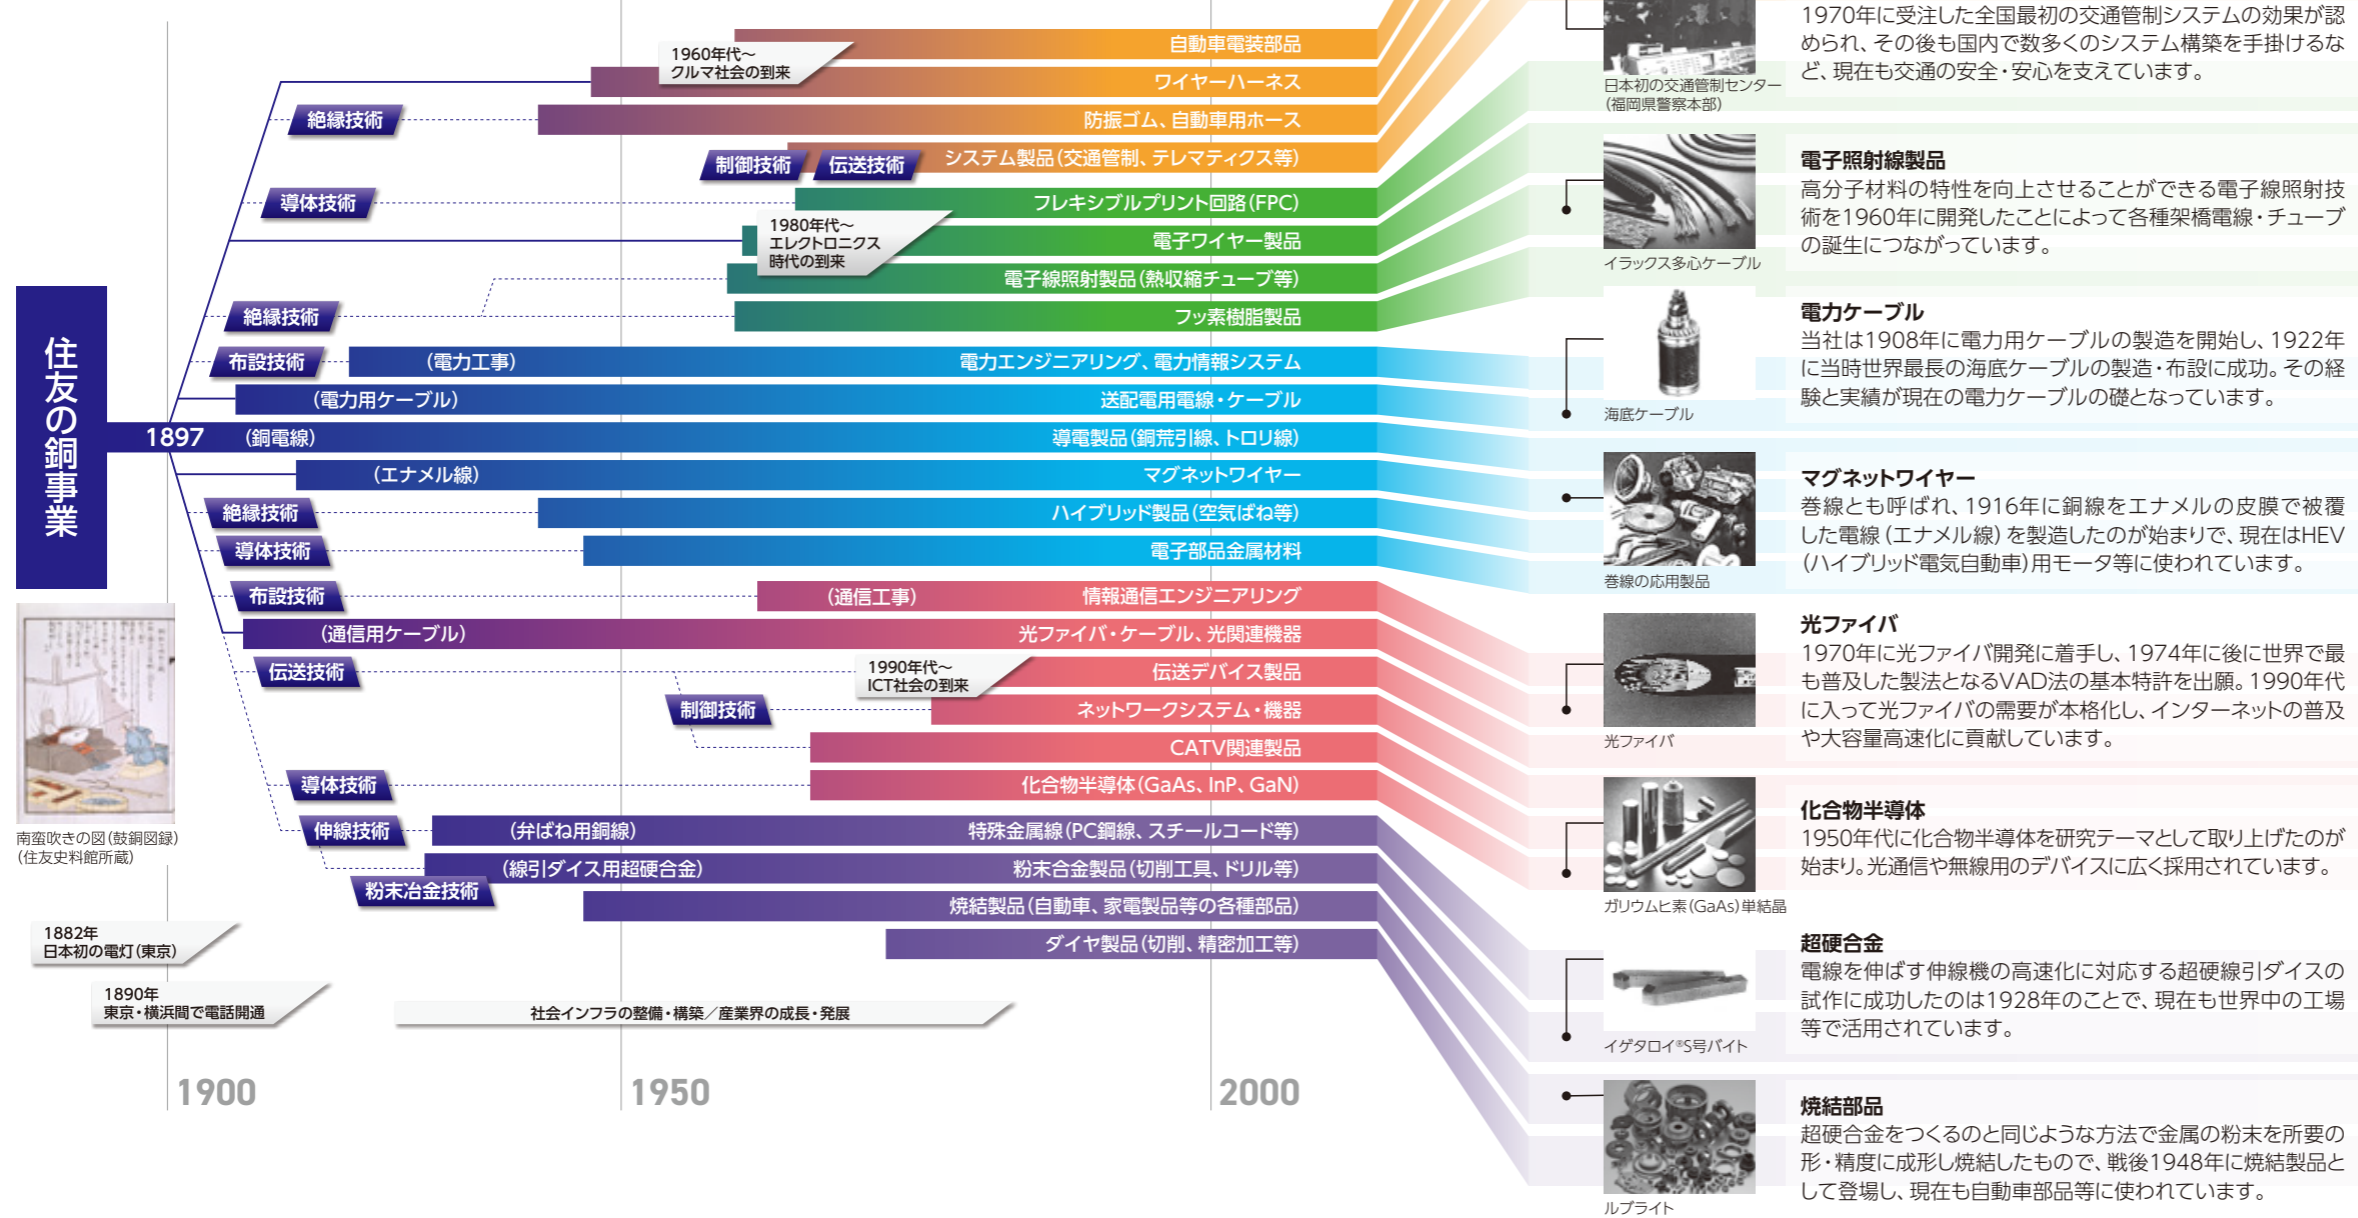 自動車電装部品
1960年代～
クルマ社会の到来
ワイヤーハーネス
絶縁技術
防振ゴム、自動車用ホース
制御技術
伝送技術
システム製品(交通管制、テレマティクス等)
導体技術
フレキシブルプリント回路(FPC)
1980年代～
エレクトロニクス
時代の到来
電子ワイヤー製品
電子線照射製品(熱収縮チューブ等)
絶縁技術
フッ素樹脂製品
布設技術
(電力工事)
電力エンジニアリング、電力情報システム
(電力用ケーブル)
送配電用電線・ケーブル
住友の銅事業
1897
(銅電線)
導電製品(銅荒引線、トロリ線)
(エナメル線)
マグネットワイヤー
絶縁技術
ハイブリッド製品(空気ばね等)
導体技術
電子部品金属材料
布設技術
(通信工事)
情報通信エンジニアリング
(通信用ケーブル)
光ファイバ・ケーブル、光関連機器
伝送技術
1990年代～
ICT社会の到来
伝送デバイス製品
制御技術
ネットワークシステム・機器
CATV関連製品
導体技術
化合物半導体(GaAs、InP、GaN)
伸線技術
(弁ばね用鋼線)
特殊金属線(PC鋼線、スチールコード等)
(線引ダイス用超硬合金)
粉末合金製品(切削工具、ドリル等)
粉末冶金技術
焼結製品(自動車、家電製品等の各種部品)
ダイヤ製品(切削、精密加工等)
南蛮吹きの図(鼓銅図録)
(住友史料館所蔵)
1882年
日本初の電灯(東京)
1890年
東京・横浜間で電話開通
社会インフラの整備・構築／産業界の成長・発展
1900
1950
2000
1970年に受注した全国最初の交通管制システムの効果が認
められ、その後も国内で数多くのシステム構築を手掛けるな
ど、現在も交通の安全・安心を支えています。
日本初の交通管制センター
(福岡県警察本部)
電子照射線製品
高分子材料の特性を向上させることができる電子線照射技
術を1960年に開発したことによって各種架橋電線・チューブ
の誕生につながっています。
イラックス多心ケーブル
電力ケーブル
当社は1908年に電力用ケーブルの製造を開始し、1922年
に当時世界最長の海底ケーブルの製造・布設に成功。その経
験と実績が現在の電力ケーブルの礎となっています。
海底ケーブル
マグネットワイヤー
巻線とも呼ばれ、1916年に銅線をエナメルの皮膜で被覆
した電線(エナメル線)を製造したのが始まりで、現在はHEV
(ハイブリッド電気自動車)用モータ等に使われています。
巻線の応用製品
光ファイバ
1970年に光ファイバ開発に着手し、1974年に後に世界で最
も普及した製法となるVAD法の基本特許を出願。1990年代
に入って光ファイバの需要が本格化し、インターネットの普及
や大容量高速化に貢献しています。
光ファイバ
化合物半導体
1950年代に化合物半導体を研究テーマとして取り上げたのが
始まり。光通信や無線用のデバイスに広く採用されています。
ガリウムヒ素(GaAs)単結晶
超硬合金
電線を伸ばす伸線機の高速化に対応する超硬線引ダイスの
試作に成功したのは1928年のことで、現在も世界中の工場
等で活用されています。
イゲタロイ®S号バイト
焼結部品
超硬合金をつくるのと同じような方法で金属の粉末を所要の
形・精度に成形し焼結したもので、戦後1948年に焼結製品と
して登場し、現在も自動車部品等に使われています。
ルブライト